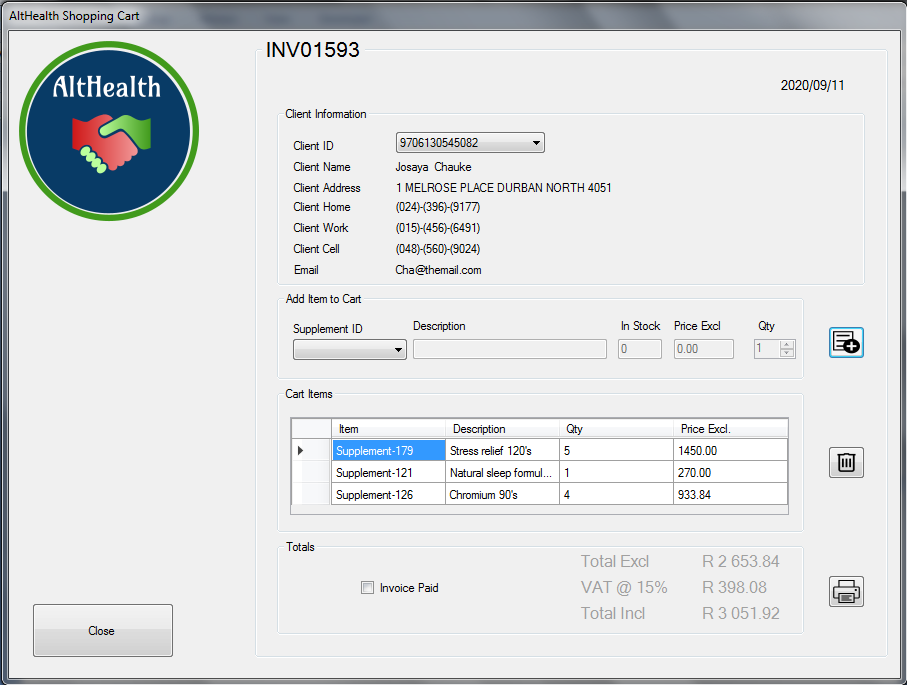 AltHealth Shopping Cart
AltHealth
INV01593
2020/09/11
Client Information
Client ID 9706130545082
Client Name Josaya Chauke
Client Address 1 MELROSE PLACE DURBAN NORTH 4051
Client Home (024)-(396)-(9177)
Client Work (015)-(456)-(6491)
Client Cell (048)-(560)-(9024)
Email Cha@themail.com
Add Item to Cart
Supplement ID Description In Stock Price Excl Qty
0 0.00 1
Cart Items
Item Description Qty Price Excl.
Supplement-179 Stress relief 120's 5 1450.00
Supplement-121 Natural sleep formul... 1 270.00
Supplement-126 Chromium 90's 4 933.84
Totals
Total Excl R 2 653.84
Invoice Paid VAT @ 15% R 398.08
Total Incl R 3 051.92
Close